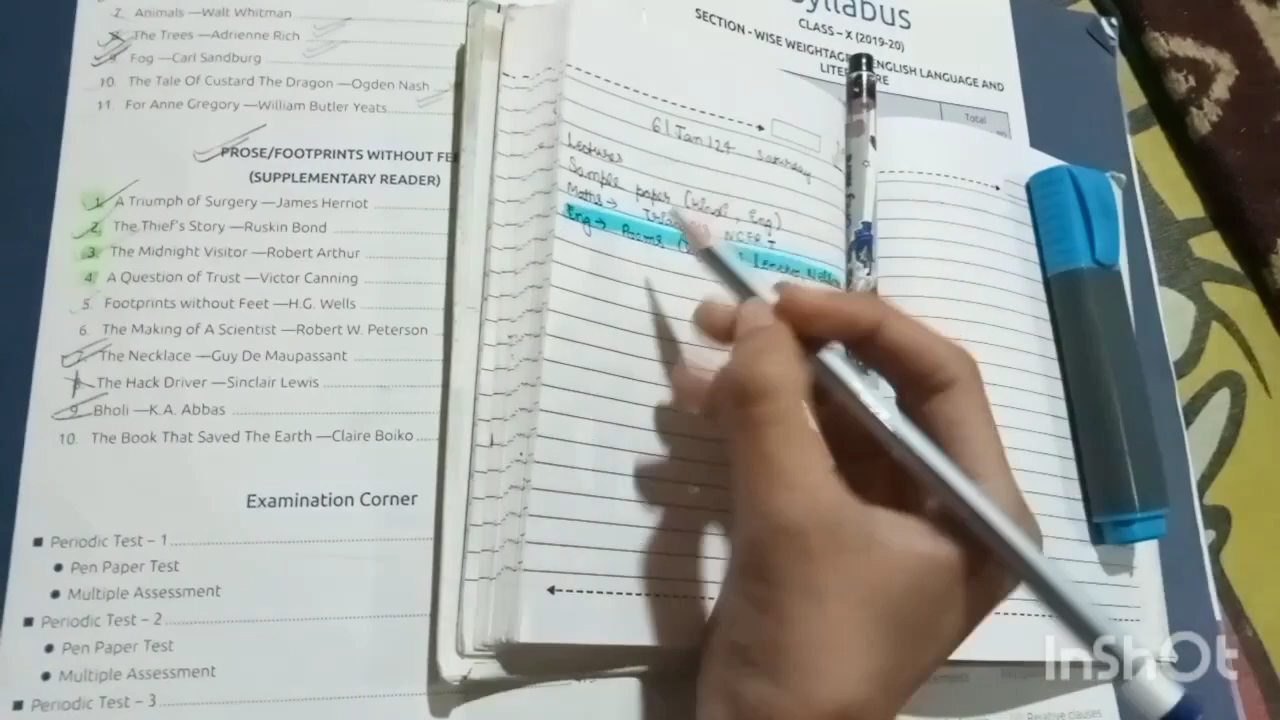 7. Animals —Walt Whitman
8. The Trees —Adrienne Rich
9. Fog —Carl Sandburg
10. The Tale Of Custard The Dragon —Ogden Nash
11. For Anne Gregory —William Butler Yeats
PROSE/FOOTPRINTS WITHOUT FE
(SUPPLEMENTARY READER)
1. A Triumph of Surgery —James Herriot
2. The Thief's Story —Ruskin Bond
3. The Midnight Visitor —Robert Arthur
4. A Question of Trust —Victor Canning
5. Footprints without Feet —H.G. Wells
6. The Making of A Scientist —Robert W. Peterson
7. The Necklace —Guy De Maupassant
The Hack Driver —Sinclair Lewis
9. Bholi —K.A. Abbas
10. The Book That Saved The Earth —Claire Boiko
Examination Corner
Periodic Test – 1
Pen Paper Test
Multiple Assessment
Periodic Test – 2
Pen Paper Test
Multiple Assessment
Periodic Test – 3
yllabus
CLASS – X (2019-20)
SECTION - WISE WEIGHTAGE ENGLISH LANGUAGE AND
LITE RE
Total
6 | Jan | 24 Saturday
Lectures
Sample paper (Hindi, Eng)
Maths → NCERT
Eng → Poems
Relative clauses
InShOt